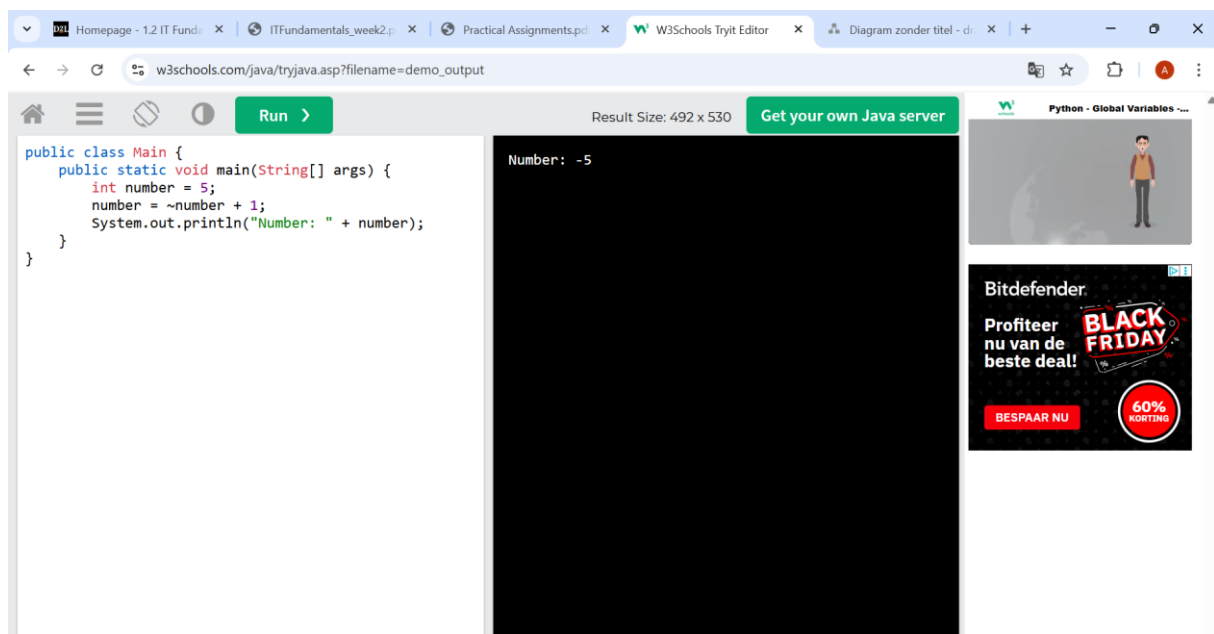 D2L Homepage - 1.2 IT Funda
ITFundamentals_week2.p
Practical Assignments.pd
W3Schools Tryit Editor
Diagram zonder titel - dr
w3schools.com/java/tryjava.asp?filename=demo_output
A
Run ❯
Result Size: 492 x 530
Get your own Java server
public class Main {
    public static void main(String[] args) {
        int number = 5;
        number = ~number + 1;
        System.out.println("Number: " + number);
    }
}
Number: -5
Python - Global Variables -...
Bitdefender
Profiteer
nu van de
beste deal!
BLACK
FRIDAY
BESPAAR NU
60%
KORTING